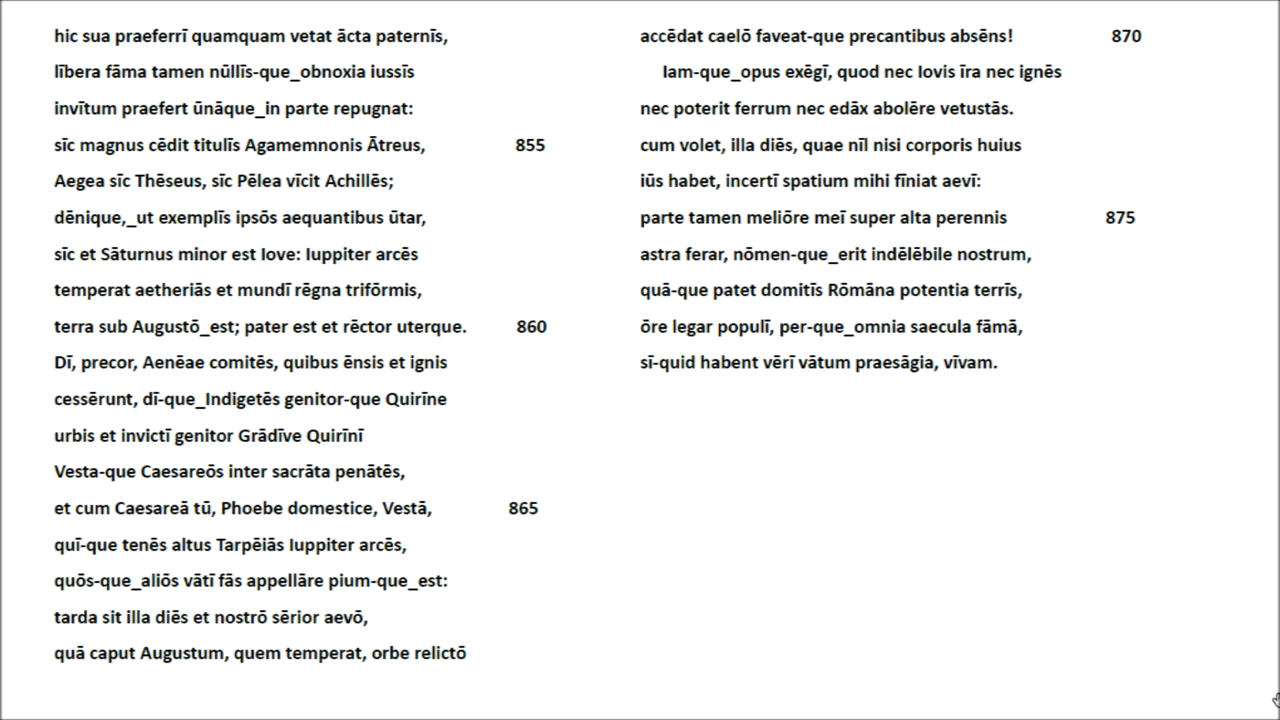 hic sua praeferrī quamquam vetat ācta paternīs,
lībera fāma tamen nūllīs-que_obnoxia iussīs
invītum praefert ūnāque_in parte repugnat:
sīc magnus cēdit titulīs Agamemnonis Ātreus, 855
Aegea sīc Thēseus, sīc Pēlea vīcit Achillēs;
dēnique,_ut exemplīs ipsōs aequantibus ūtar,
sīc et Sāturnus minor est Iove: Iuppiter arcēs
temperat aetheriās et mundī rēgna trifōrmis,
terra sub Augustō_est; pater est et rēctor uterque. 860
Dī, precor, Aenēae comitēs, quibus ēnsis et ignis
cessērunt, dī-que_Indigetēs genitor-que Quirīne
urbis et invictī genitor Grādīve Quirīnī
Vesta-que Caesareōs inter sacrāta penātēs,
et cum Caesareā tū, Phoebe domestice, Vestā, 865
quī-que tenēs altus Tarpēiās Iuppiter arcēs,
quōs-que_aliōs vātī fās appellāre pium-que_est:
tarda sit illa diēs et nostrō sērior aevō,
quā caput Augustum, quem temperat, orbe relictō
accēdat caelō faveat-que precantibus absēns! 870
Iam-que_opus exēgī, quod nec Iovis īra nec ignēs
nec poterit ferrum nec edāx abolēre vetustās.
cum volet, illa diēs, quae nīl nisi corporis huius
iūs habet, incertī spatium mihi fīniat aevī:
parte tamen meliōre meī super alta perennis 875
astra ferar, nōmen-que_erit indēlēbile nostrum,
quā-que patet domitīs Rōmāna potentia terrīs,
ōre legar populī, per-que_omnia saecula fāmā,
sī-quid habent vērī vātum praesāgia, vīvam.